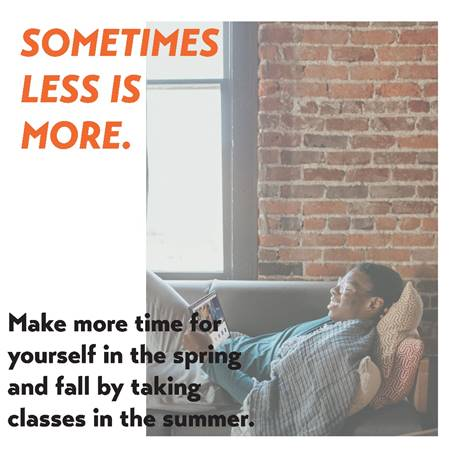 SOMETIMES
LESS IS
MORE.
Make more time for
yourself in the spring
and fall by taking
classes in the summer.